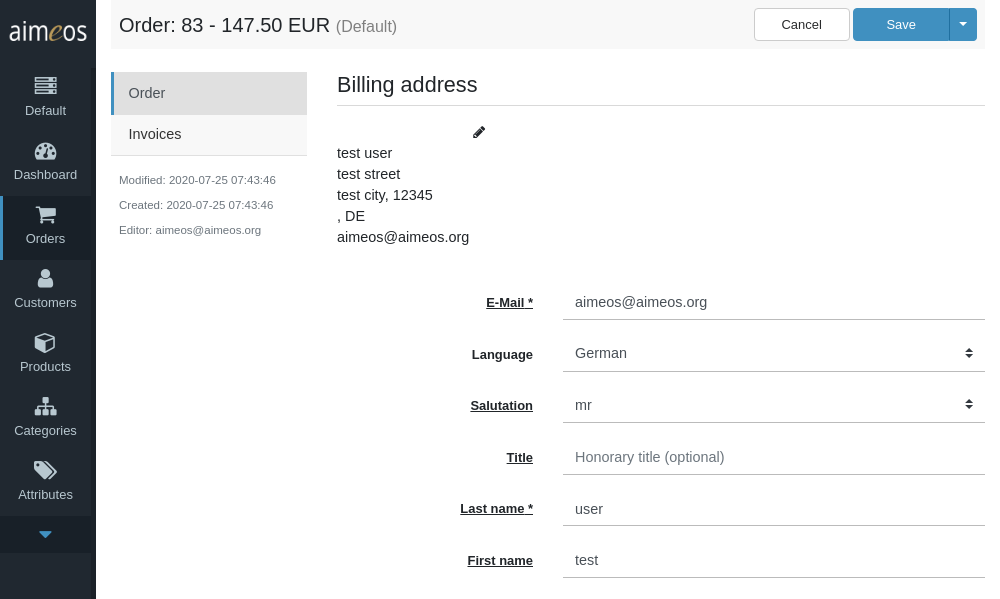 aimeos
Default
Dashboard
Orders
Customers
Products
Categories
Attributes
Order: 83 - 147.50 EUR (Default)
Cancel
Save
Order
Invoices
Modified: 2020-07-25 07:43:46
Created: 2020-07-25 07:43:46
Editor: aimeos@aimeos.org
Billing address
test user
test street
test city, 12345
, DE
aimeos@aimeos.org
E-Mail * aimeos@aimeos.org
Language German
Salutation mr
Title Honorary title (optional)
Last name * user
First name test